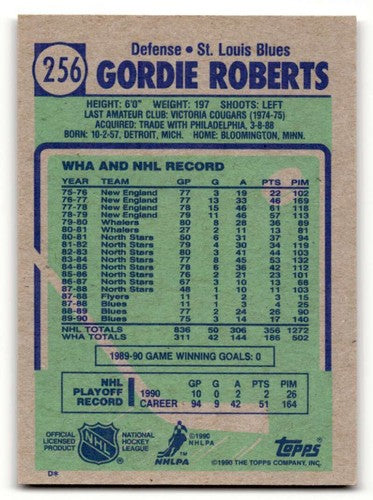 256
Defense • St. Louis Blues
GORDIE ROBERTS
HEIGHT: 6'0" WEIGHT: 197 SHOOTS: LEFT
LAST AMATEUR CLUB: VICTORIA COUGARS (1974-75)
ACQUIRED: TRADE WITH PHILADELPHIA, 3-8-88
BORN: 10-2-57, DETROIT, MICH. HOME: BLOOMINGTON, MINN.
WHA AND NHL RECORD
YEAR TEAM GP G A PTS PIM
75-76 New England 77 3 19 22 102
76-77 New England 77 13 33 46 169
77-78 New England 78 15 46 61 118
78-79 New England 79 11 46 57 113
79-80 Whalers 80 8 28 36 89
80-81 Whalers 27 2 11 13 81
80-81 North Stars 50 6 31 37 94
81-82 North Stars 79 4 30 34 119
82-83 North Stars 80 3 41 44 103
83-84 North Stars 77 8 45 53 132
84-85 North Stars 78 6 36 42 112
85-86 North Stars 76 2 21 23 101
86-87 North Stars 67 3 10 13 68
87-88 North Stars 48 1 10 11 103
87-88 Flyers 11 1 2 3 15
87-88 Blues 11 1 3 4 25
88-89 Blues 77 2 24 26 90
89-90 Blues 75 3 14 17 140
NHL TOTALS 836 50 306 356 1272
WHA TOTALS 311 42 144 186 502
1989-90 GAME WINNING GOALS: 0
NHL PLAYOFF RECORD
GP G A PTS PIM
1990 10 0 2 2 26
CAREER 94 9 42 51 164
OFFICIAL LICENSED PRODUCT
NHL
NATIONAL HOCKEY LEAGUE
©1990
NHLPA
TOPPS
©1990 THE TOPPS COMPANY, INC.
D*